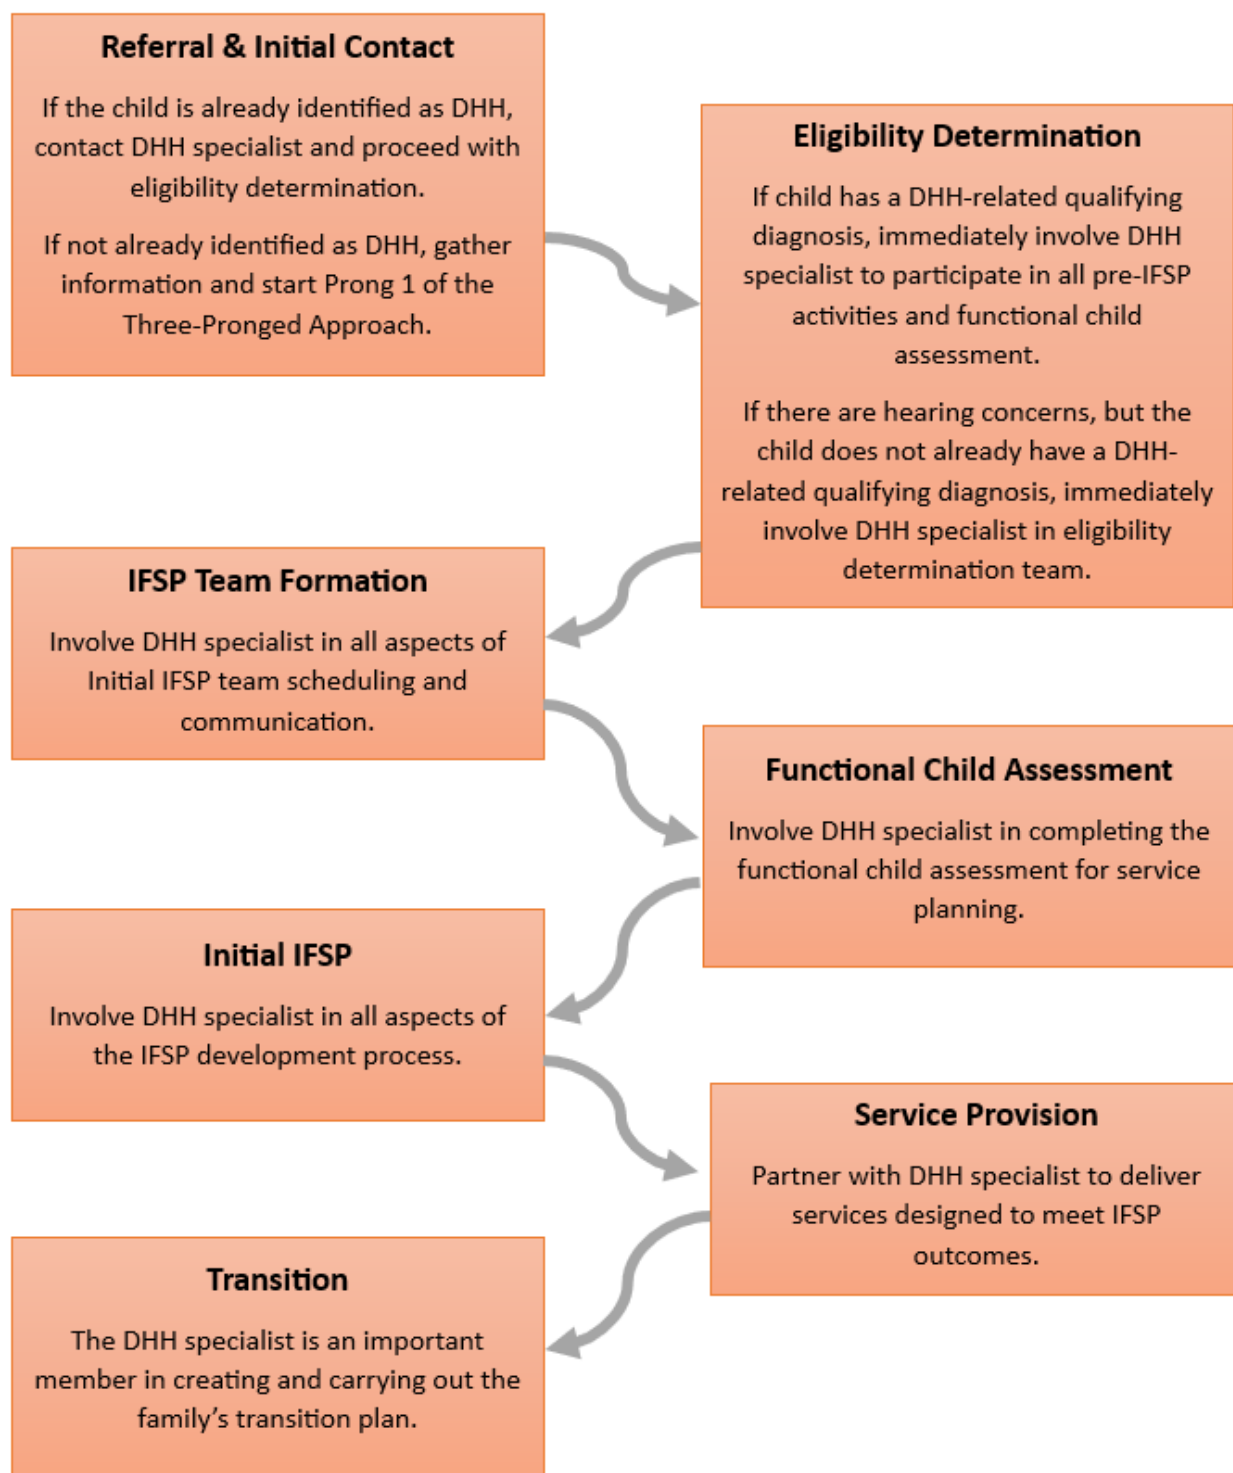 Referral & Initial Contact
If the child is already identified as DHH,
contact DHH specialist and proceed with
eligibility determination.
If not already identified as DHH, gather
information and start Prong 1 of the
Three-Pronged Approach.
Eligibility Determination
If child has a DHH-related qualifying
diagnosis, immediately involve DHH
specialist to participate in all pre-IFSP
activities and functional child
assessment.
If there are hearing concerns, but the
child does not already have a DHH-
related qualifying diagnosis, immediately
involve DHH specialist in eligibility
determination team.
IFSP Team Formation
Involve DHH specialist in all aspects of
Initial IFSP team scheduling and
communication.
Functional Child Assessment
Involve DHH specialist in completing the
functional child assessment for service
planning.
Initial IFSP
Involve DHH specialist in all aspects of
the IFSP development process.
Service Provision
Partner with DHH specialist to deliver
services designed to meet IFSP
outcomes.
Transition
The DHH specialist is an important
member in creating and carrying out the
family’s transition plan.